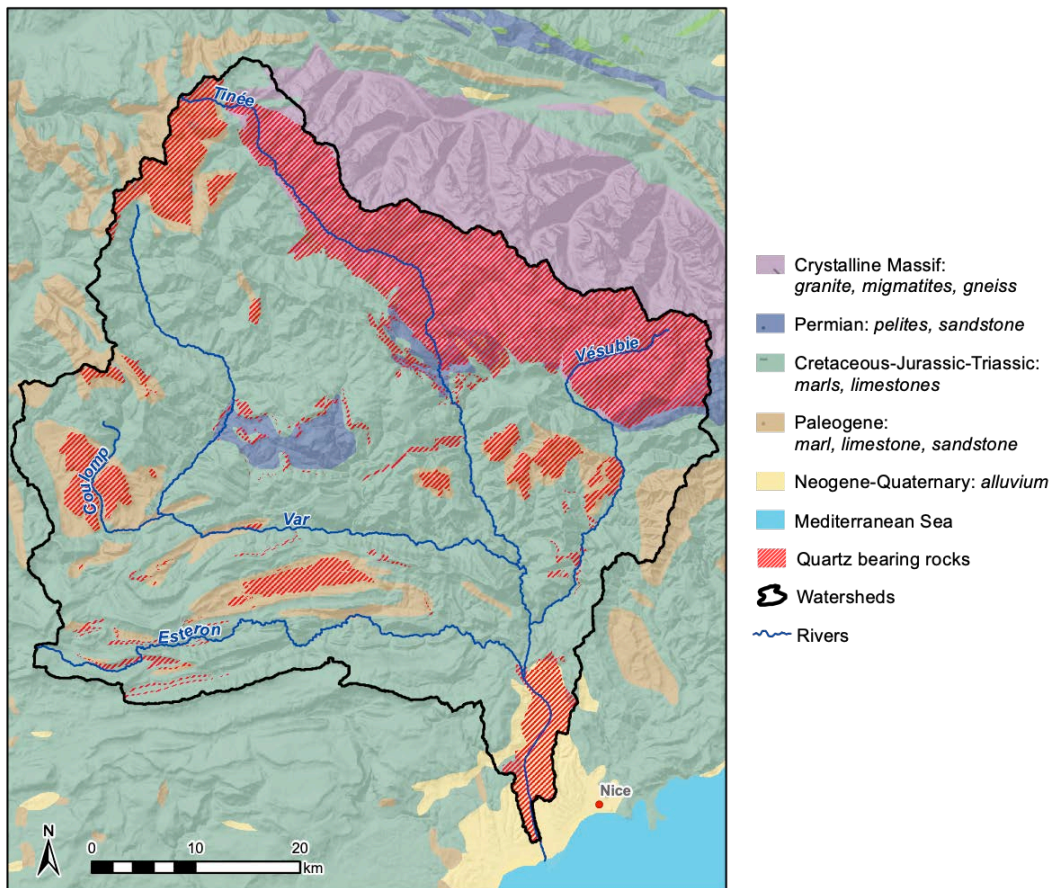 Tinée
Vésubie
Coulomp
Var
Esteron
Nice
N
0 10 20
km
Crystalline Massif:
granite, migmatites, gneiss
Permian: pelites, sandstone
Cretaceous-Jurassic-Triassic:
marls, limestones
Paleogene:
marl, limestone, sandstone
Neogene-Quaternary: alluvium
Mediterranean Sea
Quartz bearing rocks
Watersheds
Rivers